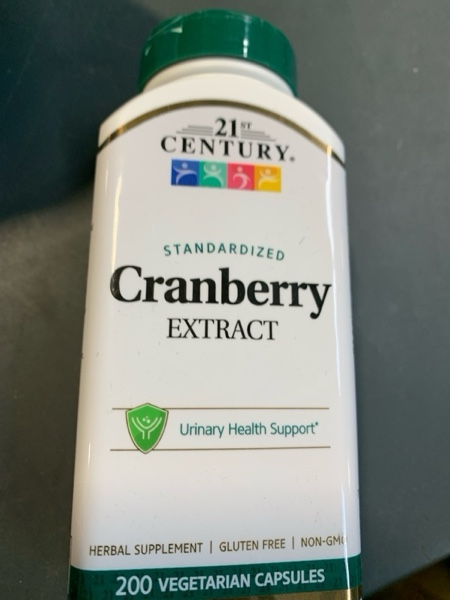 21ST
CENTURY®
STANDARDIZED
Cranberry
EXTRACT
Urinary Health Support*
HERBAL SUPPLEMENT | GLUTEN FREE | NON-GMO
200 VEGETARIAN CAPSULES